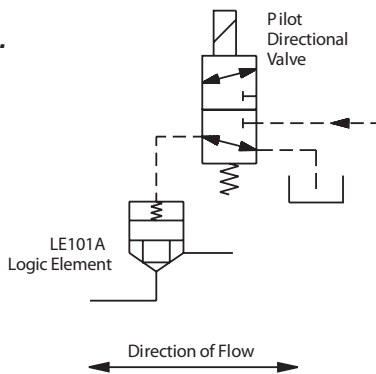 Pilot
Directional
Valve
LE101A
Logic Element
Direction of Flow